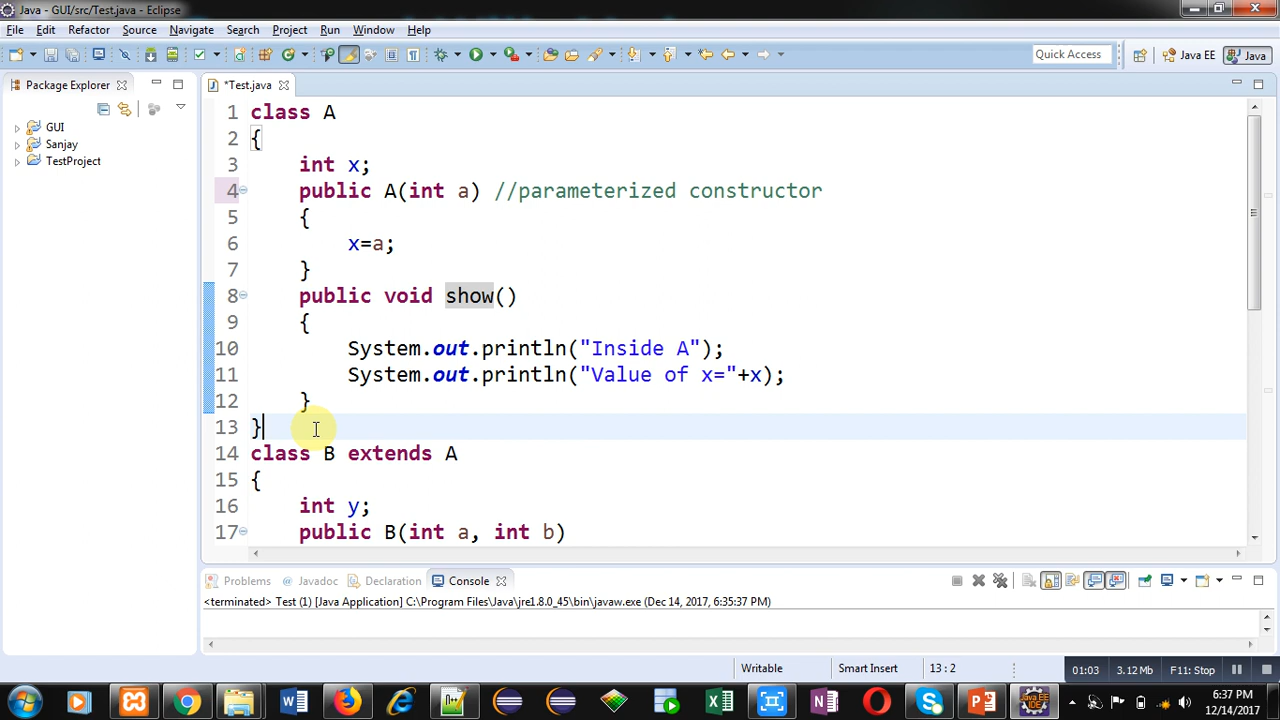 Java - GUI/src/Test.java - Eclipse
File Edit Refactor Source Navigate Search Project Run Window Help
Quick Access Java EE Java
Package Explorer
*Test.java
GUI
Sanjay
TestProject
1 class A
2 {
3 int x;
4 public A(int a) //parameterized constructor
5 {
6 x=a;
7 }
8 public void show()
9 {
10 System.out.println("Inside A");
11 System.out.println("Value of x="+x);
12 }
13 }
14 class B extends A
15 {
16 int y;
17 public B(int a, int b)
Problems Javadoc Declaration Console
<terminated> Test (1) [Java Application] C:\Program Files\Java\jre1.8.0_45\bin\javaw.exe (Dec 14, 2017, 6:35:37 PM)
Writable Smart Insert 13 : 2 01:03 3.12 Mb F11: Stop
6:37 PM
12/14/2017